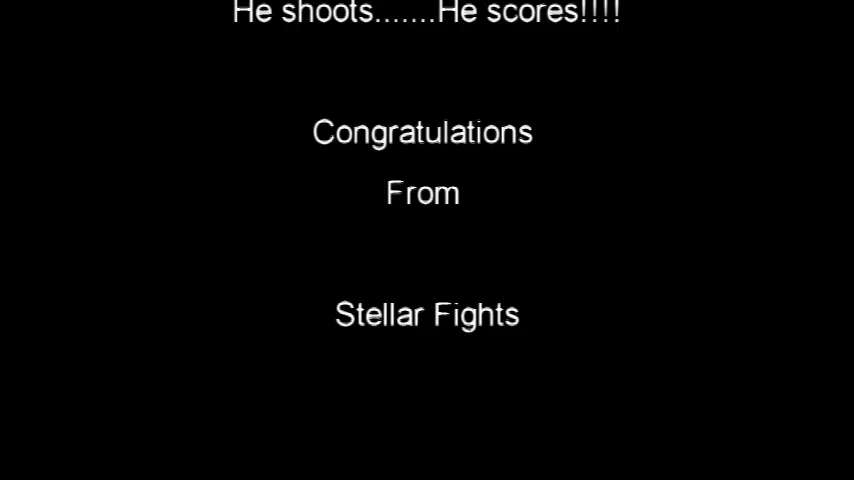 He shoots.......He scores!!!!
Congratulations
From
Stellar Fights